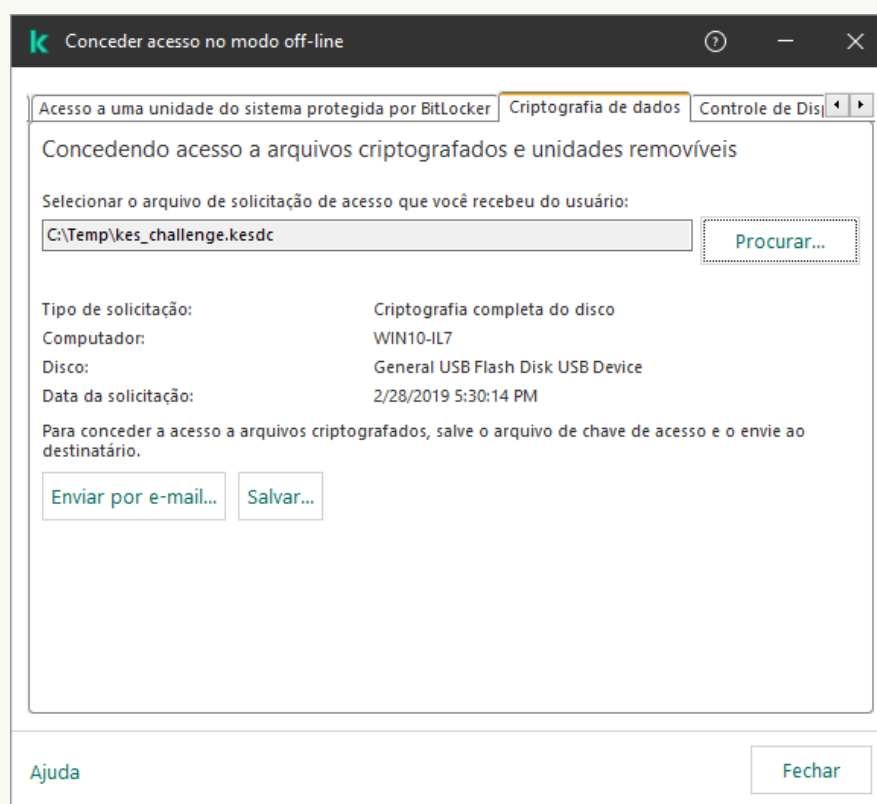 Conceder acesso no modo off-line
Acesso a uma unidade do sistema protegida por BitLocker Criptografia de dados Controle de Disp
Concedendo acesso a arquivos criptografados e unidades removíveis
Selecionar o arquivo de solicitação de acesso que você recebeu do usuário:
C:\Temp\kes_challenge.kesdc Procurar...
Tipo de solicitação: Criptografia completa do disco
Computador: WIN10-IL7
Disco: General USB Flash Disk USB Device
Data da solicitação: 2/28/2019 5:30:14 PM
Para conceder a acesso a arquivos criptografados, salve o arquivo de chave de acesso e o envie ao
destinatário.
Enviar por e-mail... Salvar...
Ajuda Fechar